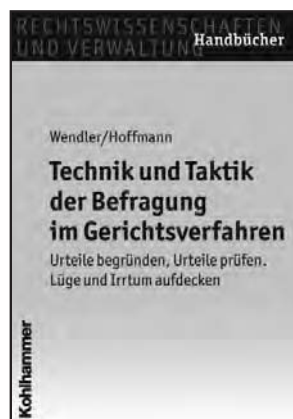 RECHTSWISSENSCHAFTEN
UND VERWALTUNG
Handbücher
Wendler/Hoffmann
Technik und Taktik
der Befragung
im Gerichtsverfahren
Urteile begründen, Urteile prüfen.
Lüge und Irrtum aufdecken
Kohlhammer